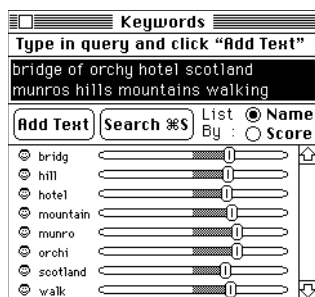 Keywords
Type in query and click “Add Text”
bridge of orchy hotel scotland
munros hills mountains walking
Add Text Search ⌘S List By : Name Score
bridg
hill
hotel
mountain
munro
orchi
scotland
walk